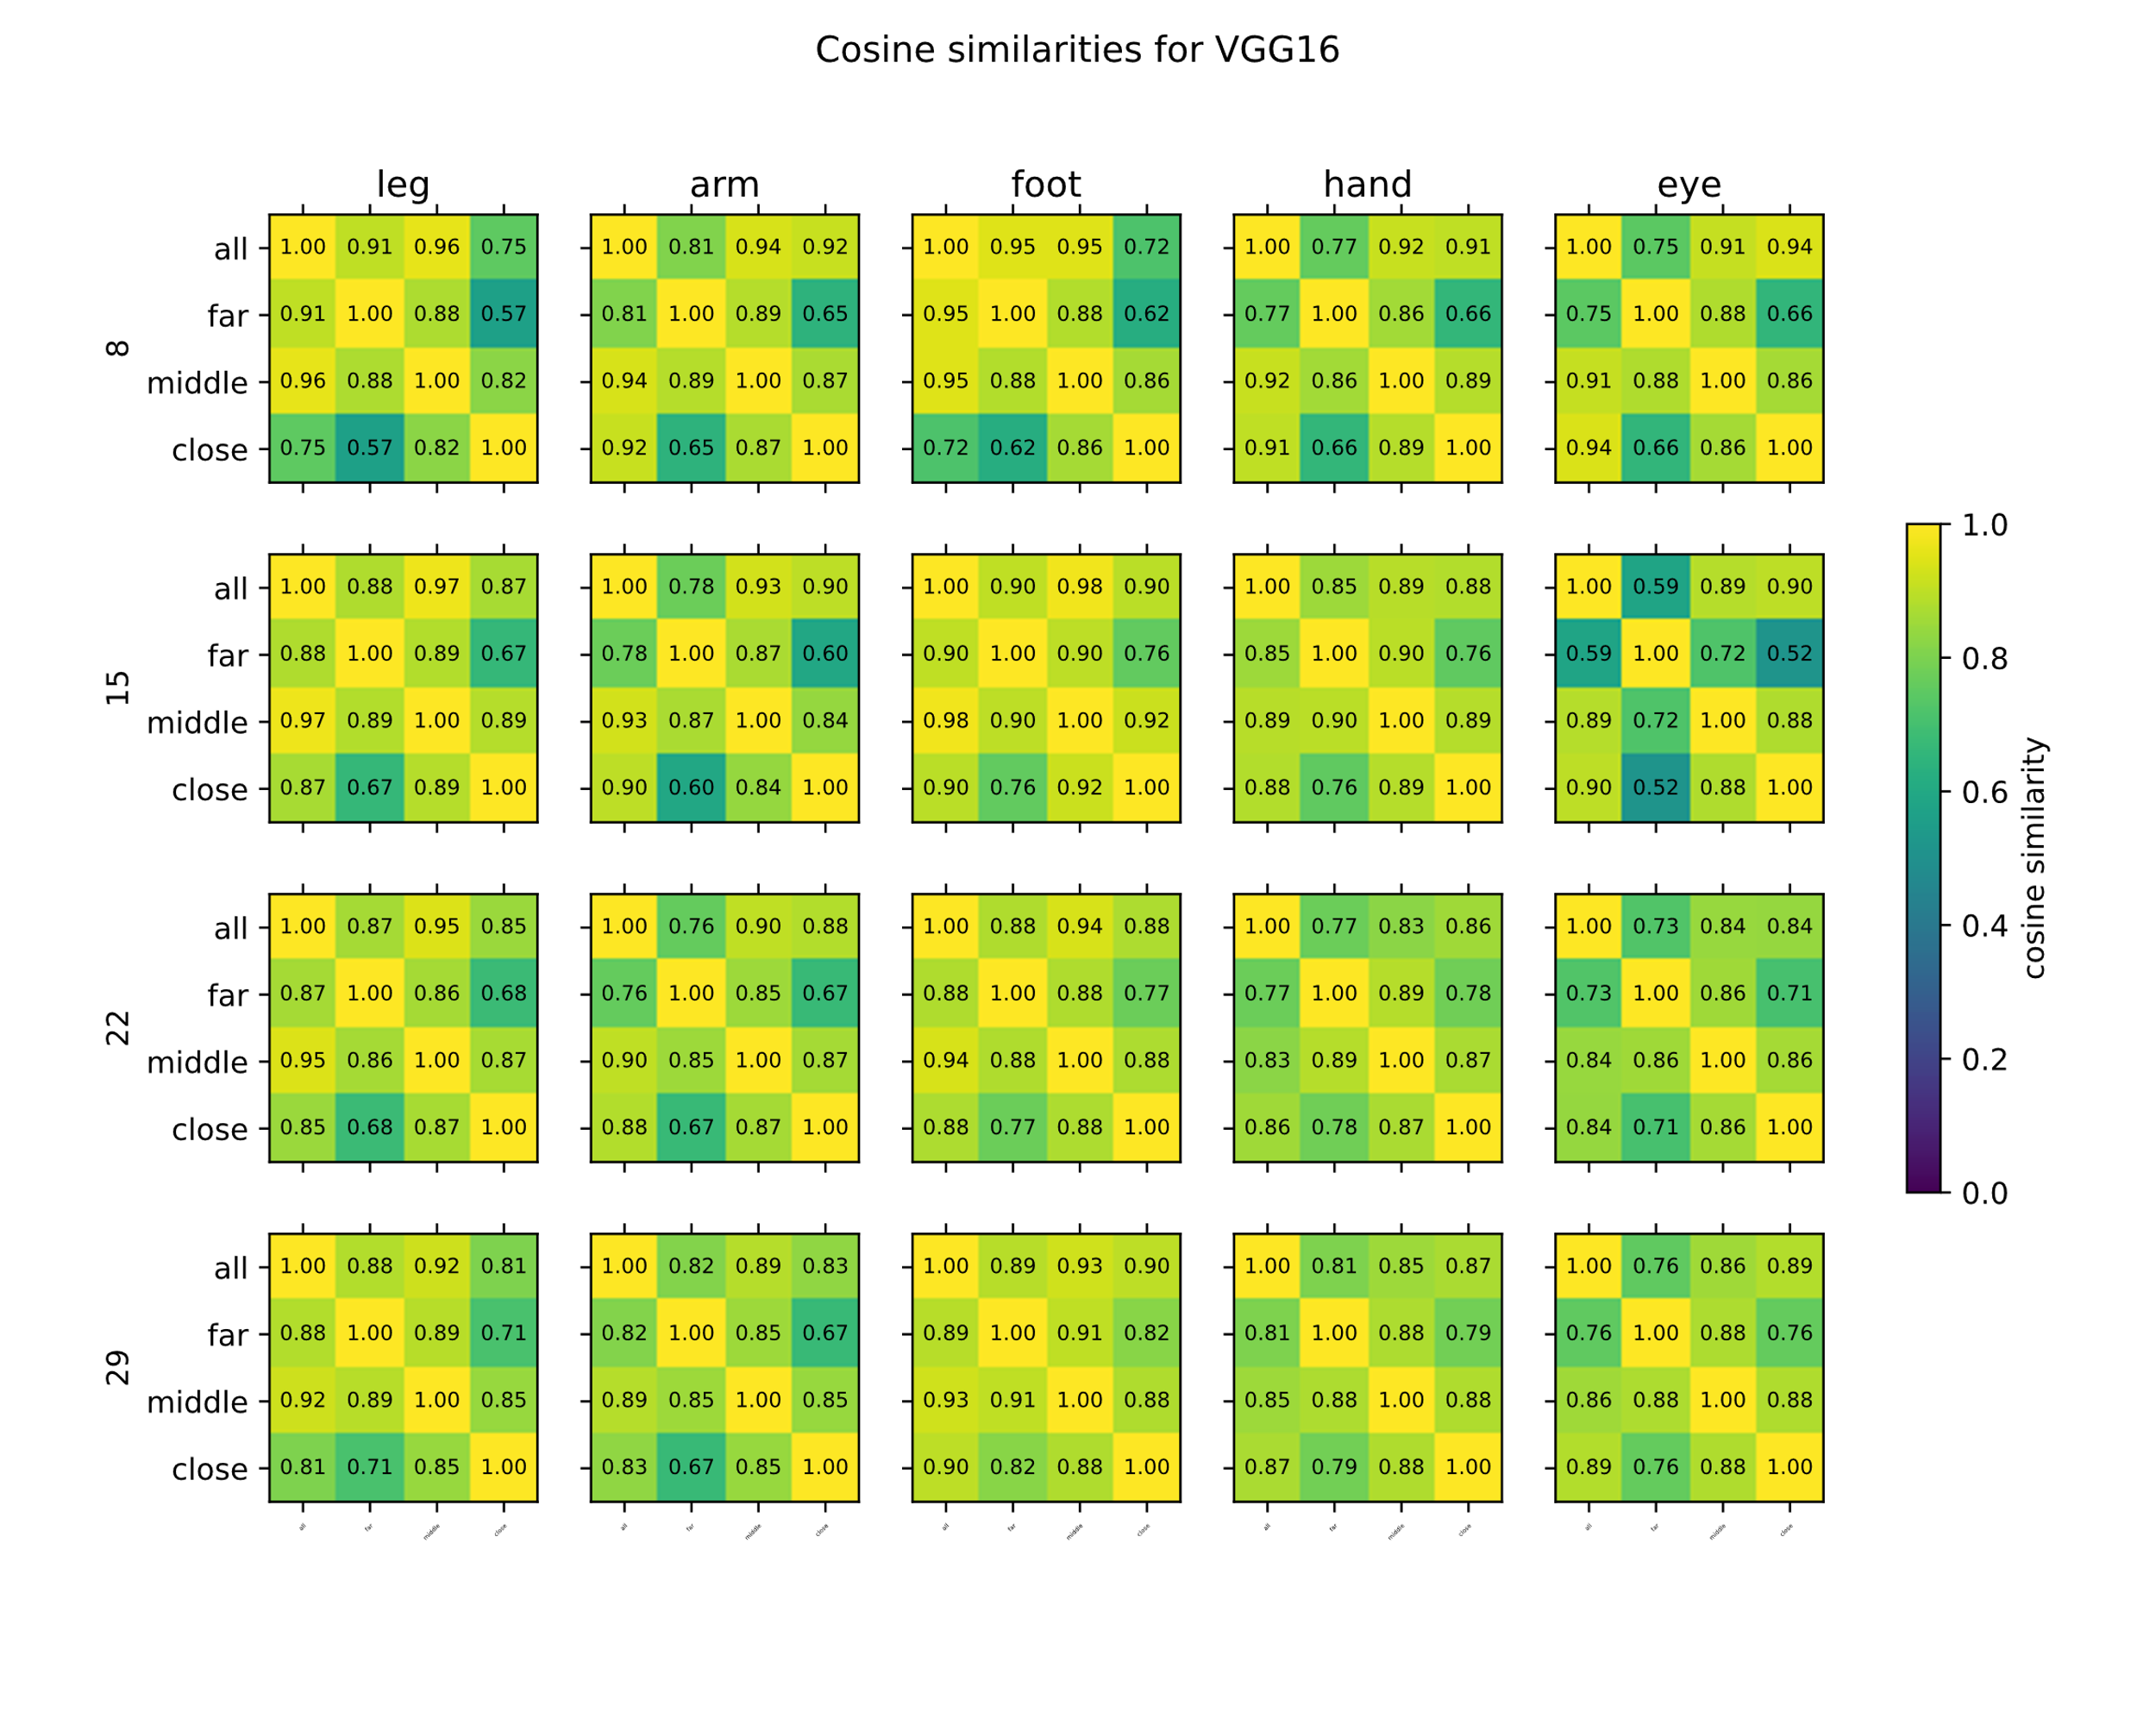 Cosine similarities for VGG16
leg arm foot hand eye
8
all 1.00 0.91 0.96 0.75 1.00 0.81 0.94 0.92 1.00 0.95 0.95 0.72 1.00 0.77 0.92 0.91 1.00 0.75 0.91 0.94
far 0.91 1.00 0.88 0.57 0.81 1.00 0.89 0.65 0.95 1.00 0.88 0.62 0.77 1.00 0.86 0.66 0.75 1.00 0.88 0.66
middle 0.96 0.88 1.00 0.82 0.94 0.89 1.00 0.87 0.95 0.88 1.00 0.86 0.92 0.86 1.00 0.89 0.91 0.88 1.00 0.86
close 0.75 0.57 0.82 1.00 0.92 0.65 0.87 1.00 0.72 0.62 0.86 1.00 0.91 0.66 0.89 1.00 0.94 0.66 0.86 1.00
15
all 1.00 0.88 0.97 0.87 1.00 0.78 0.93 0.90 1.00 0.90 0.98 0.90 1.00 0.85 0.89 0.88 1.00 0.59 0.89 0.90
far 0.88 1.00 0.89 0.67 0.78 1.00 0.87 0.60 0.90 1.00 0.90 0.76 0.85 1.00 0.90 0.76 0.59 1.00 0.72 0.52
middle 0.97 0.89 1.00 0.89 0.93 0.87 1.00 0.84 0.98 0.90 1.00 0.92 0.89 0.90 1.00 0.89 0.89 0.72 1.00 0.88
close 0.87 0.67 0.89 1.00 0.90 0.60 0.84 1.00 0.90 0.76 0.92 1.00 0.88 0.76 0.89 1.00 0.90 0.52 0.88 1.00
22
all 1.00 0.87 0.95 0.85 1.00 0.76 0.90 0.88 1.00 0.88 0.94 0.88 1.00 0.77 0.83 0.86 1.00 0.73 0.84 0.84
far 0.87 1.00 0.86 0.68 0.76 1.00 0.85 0.67 0.88 1.00 0.88 0.77 0.77 1.00 0.89 0.78 0.73 1.00 0.86 0.71
middle 0.95 0.86 1.00 0.87 0.90 0.85 1.00 0.87 0.94 0.88 1.00 0.88 0.83 0.89 1.00 0.87 0.84 0.86 1.00 0.86
close 0.85 0.68 0.87 1.00 0.88 0.67 0.87 1.00 0.88 0.77 0.88 1.00 0.86 0.78 0.87 1.00 0.84 0.71 0.86 1.00
29
all 1.00 0.88 0.92 0.81 1.00 0.82 0.89 0.83 1.00 0.89 0.93 0.90 1.00 0.81 0.85 0.87 1.00 0.76 0.86 0.89
far 0.88 1.00 0.89 0.71 0.82 1.00 0.85 0.67 0.89 1.00 0.91 0.82 0.81 1.00 0.88 0.79 0.76 1.00 0.88 0.76
middle 0.92 0.89 1.00 0.85 0.89 0.85 1.00 0.85 0.93 0.91 1.00 0.88 0.85 0.88 1.00 0.88 0.86 0.88 1.00 0.88
close 0.81 0.71 0.85 1.00 0.83 0.67 0.85 1.00 0.90 0.82 0.88 1.00 0.87 0.79 0.88 1.00 0.89 0.76 0.88 1.00
all far middle close all far middle close all far middle close all far middle close all far middle close
1.0
0.8
0.6
0.4
0.2
0.0
cosine similarity